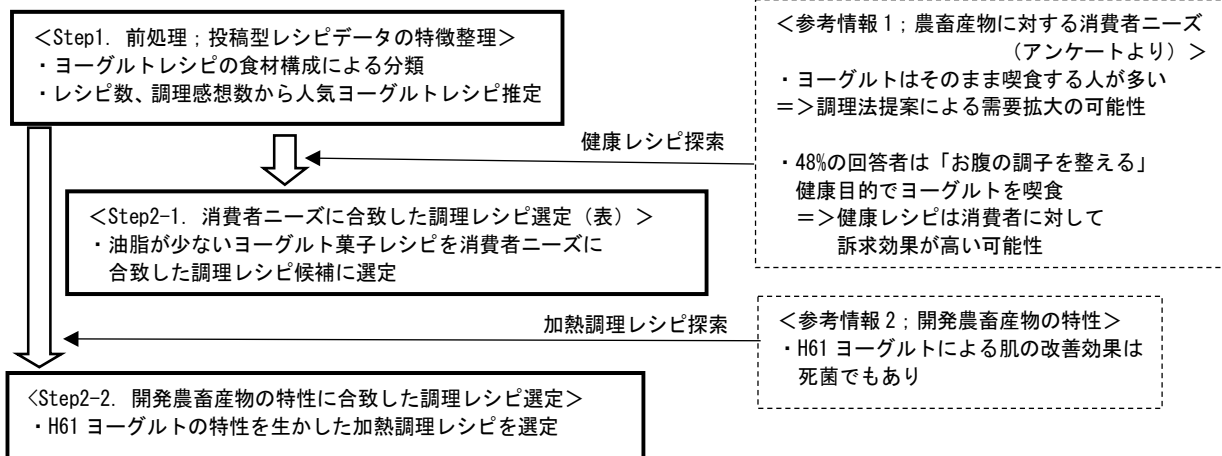 <Step1. 前処理；投稿型レシピデータの特徴整理>
・ヨーグルトレシピの食材構成による分類
・レシピ数、調理感想数から人気ヨーグルトレシピ推定
＜参考情報1；農畜産物に対する消費者ニーズ
（アンケートより）＞
・ヨーグルトはそのまま喫食する人が多い
＝＞調理法提案による需要拡大の可能性
・48%の回答者は「お腹の調子を整える」
健康目的でヨーグルトを喫食
＝＞健康レシピは消費者に対して
訴求効果が高い可能性
健康レシピ探索
<Step2-1. 消費者ニーズに合致した調理レシピ選定（表）＞
・油脂が少ないヨーグルト菓子レシピを消費者ニーズに
合致した調理レシピ候補に選定
加熱調理レシピ探索
＜参考情報2；開発農畜産物の特性＞
・H61 ヨーグルトによる肌の改善効果は
死菌でもあり
<Step2-2. 開発農畜産物の特性に合致した調理レシピ選定>
・H61 ヨーグルトの特性を生かした加熱調理レシピを選定